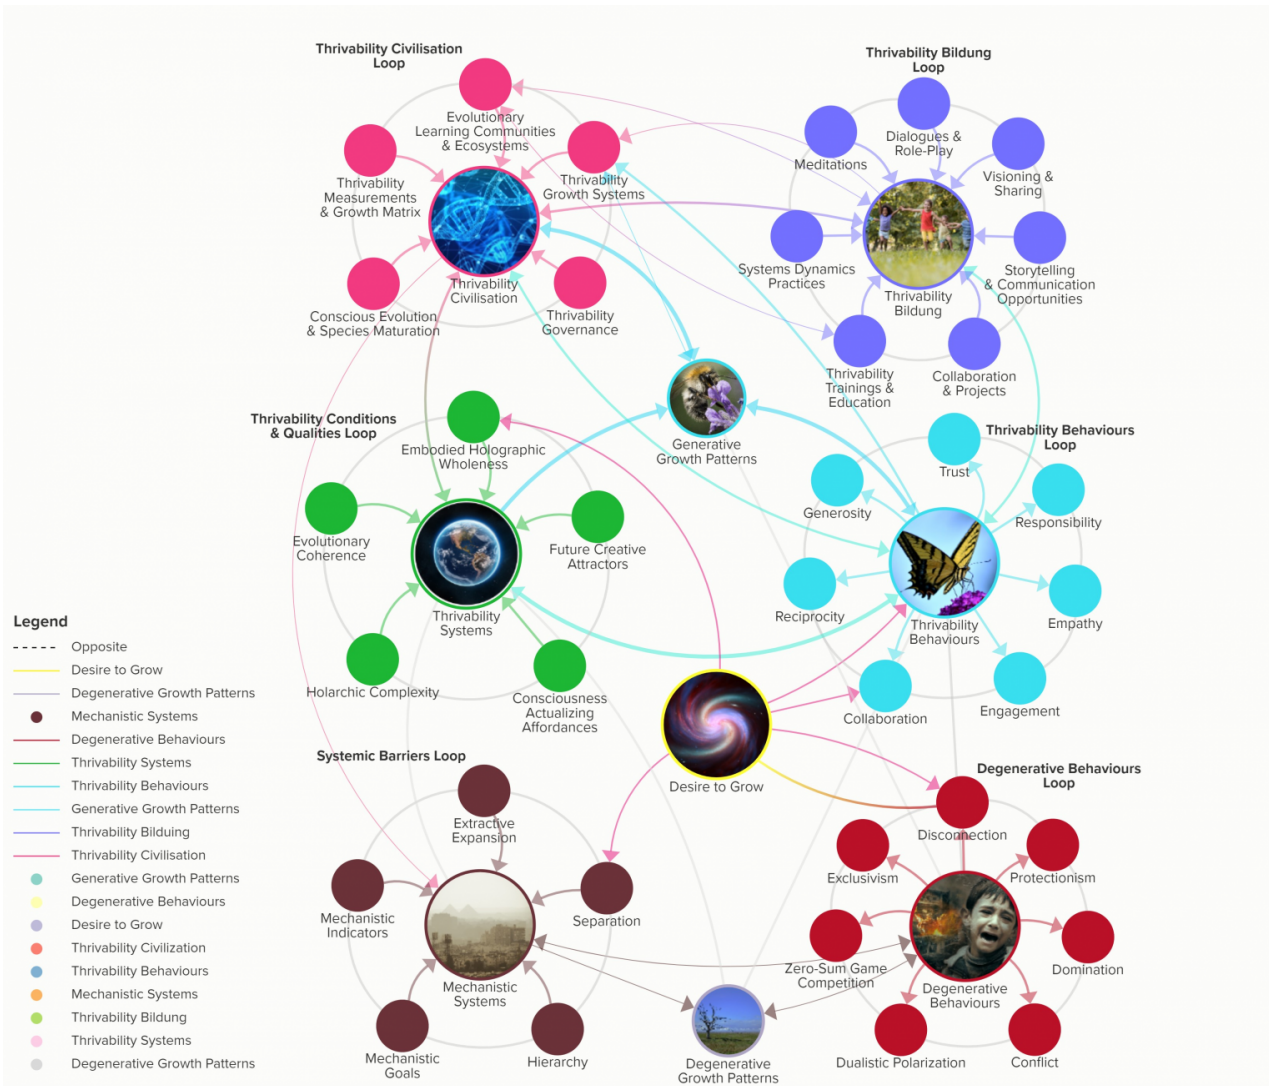 Thrivability Civilisation
Loop
Evolutionary
Learning Communities
& Ecosystems
Thrivability
Measurements
& Growth Matrix
Thrivability
Growth Systems
Thrivability
Civilisation
Conscious Evolution
& Species Maturation
Thrivability
Governance
Thrivability Bildung
Loop
Dialogues &
Role-Play
Meditations
Visioning &
Sharing
Systems Dynamics
Practices
Storytelling
& Communication
Opportunities
Thrivability
Bildung
Thrivability
Trainings &
Education
Collaboration
& Projects
Generative
Growth Patterns
Thrivability Conditions
& Qualities Loop
Embodied Holographic
Wholeness
Evolutionary
Coherence
Future Creative
Attractors
Thrivability
Systems
Holarchic Complexity
Consciousness
Actualizing
Affordances
Thrivability Behaviours
Loop
Trust
Generosity
Responsibility
Reciprocity
Thrivability
Behaviours
Empathy
Collaboration
Engagement
Desire to Grow
Systemic Barriers Loop
Extractive
Expansion
Mechanistic
Indicators
Separation
Mechanistic
Systems
Mechanistic
Goals
Hierarchy
Degenerative
Growth Patterns
Degenerative Behaviours
Loop
Disconnection
Exclusivism
Protectionism
Zero-Sum Game
Competition
Domination
Degenerative
Behaviours
Dualistic Polarization
Conflict
Legend
Opposite
Desire to Grow
Degenerative Growth Patterns
Mechanistic Systems
Degenerative Behaviours
Thrivability Systems
Thrivability Behaviours
Generative Growth Patterns
Thrivability Bilduing
Thrivability Civilisation
Generative Growth Patterns
Degenerative Behaviours
Desire to Grow
Thrivability Civilization
Thrivability Behaviours
Mechanistic Systems
Thrivability Bildung
Thrivability Systems
Degenerative Growth Patterns